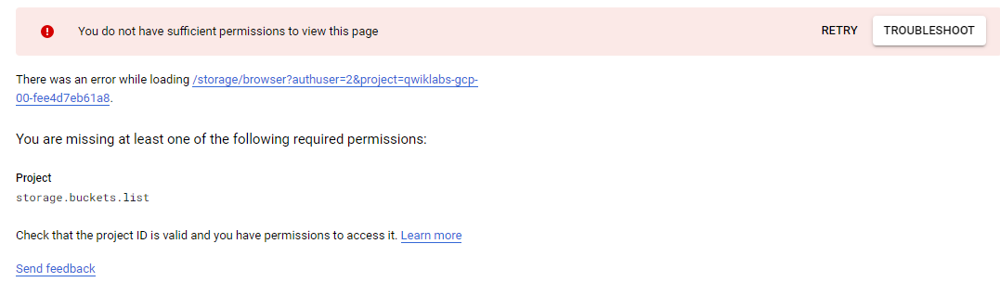 You do not have sufficient permissions to view this page
RETRY
TROUBLESHOOT
There was an error while loading /storage/browser?authuser=2&project=qwiklabs-gcp-
00-fee4d7eb61a8.
You are missing at least one of the following required permissions:
Project
storage.buckets.list
Check that the project ID is valid and you have permissions to access it. Learn more
Send feedback